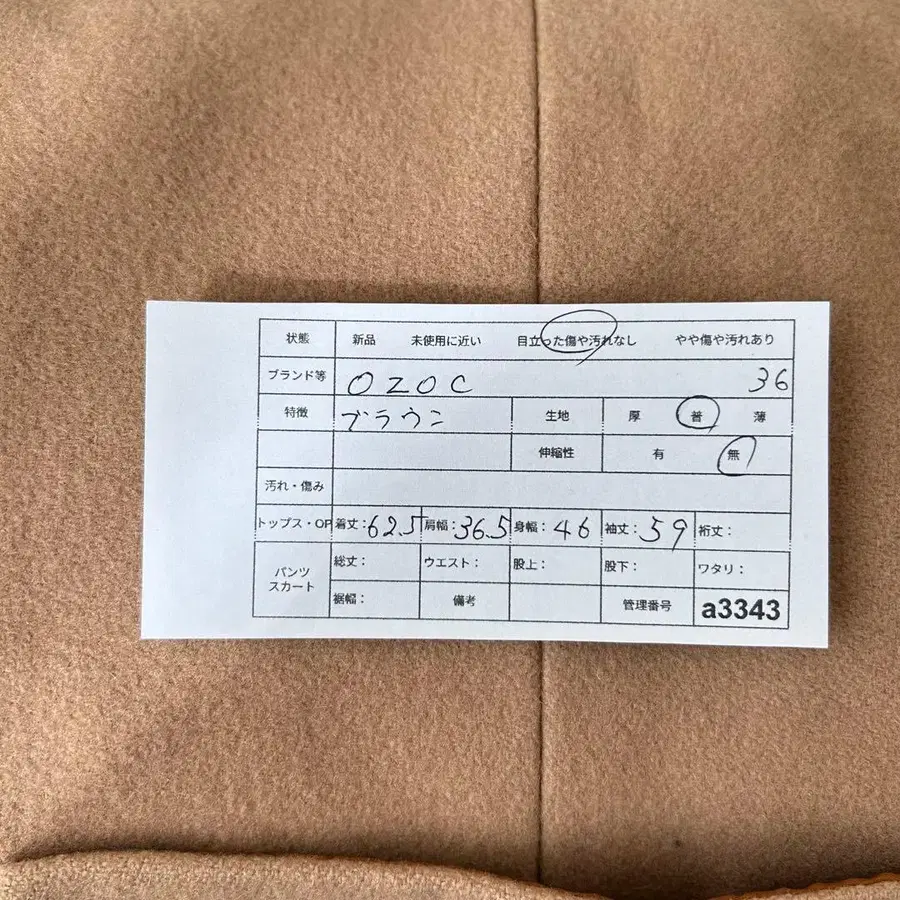 状態 新品 未使用に近い 目立った傷や汚れなし やや傷や汚れあり
ブランド等 OZOC 36
特徴 ブラウン 生地 厚 普 薄
伸縮性 有 無
汚れ・傷み
トップス・OP 着丈:62.5 肩幅:36.5 身幅:46 袖丈:59 裄丈:
パンツ スカート 総丈: ウエスト: 股上: 股下: ワタリ:
裾幅: 備考 管理番号 a3343